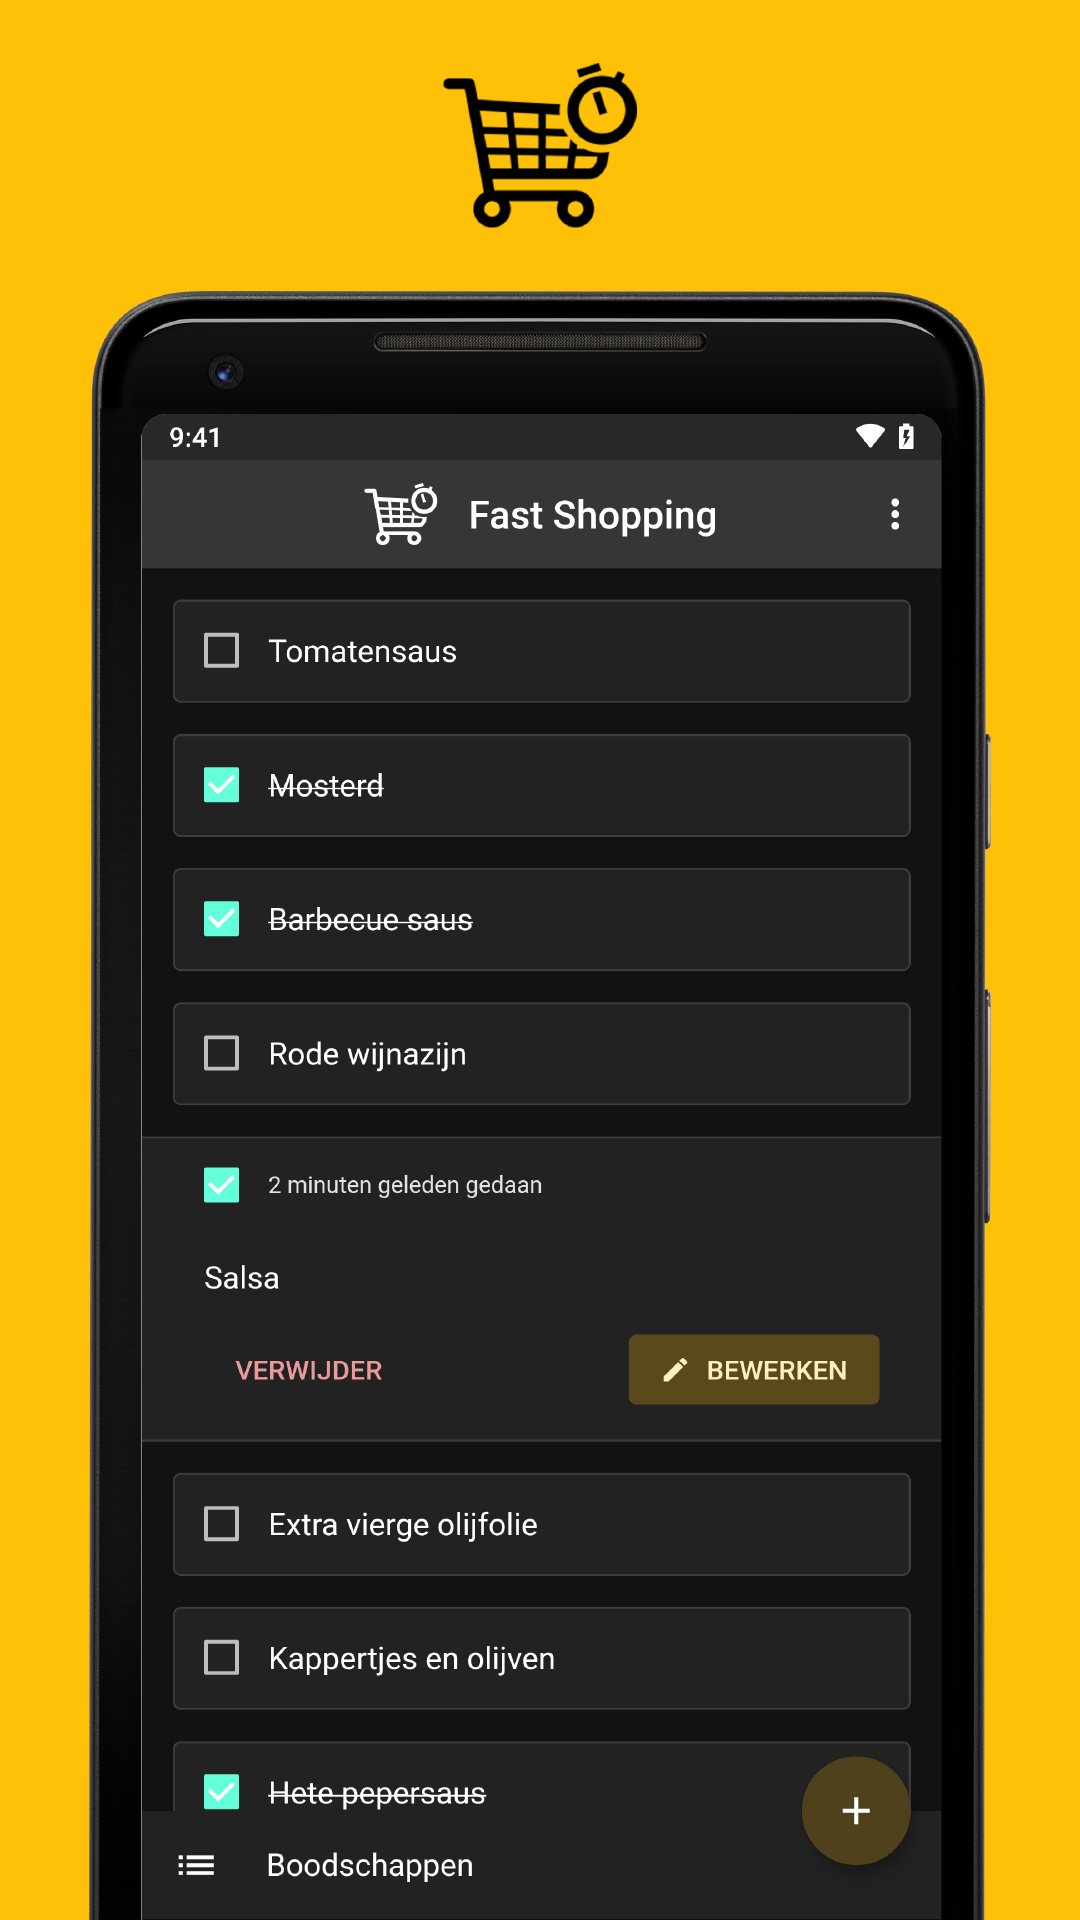 9:41
Fast Shopping
Tomatensaus
Mosterd
Barbecue saus
Rode wijnazijn
2 minuten geleden gedaan
Salsa
VERWIJDER
BEWERKEN
Extra vierge olijfolie
Kappertjes en olijven
Hete pepersaus
Boodschappen